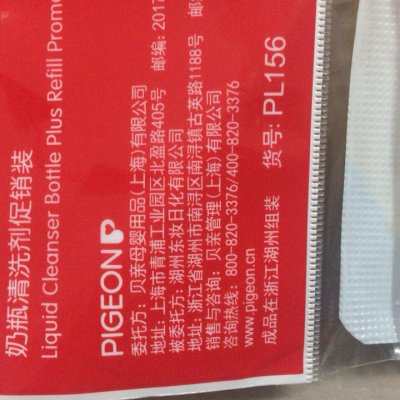 奶瓶清洗剂促销装
Liquid Cleanser Bottle Plus Refill Promo
PIGEON
委托方：贝亲母婴用品(上海)有限公司
地址：上海市青浦工业园区北盈路405号 邮编：2017
被委托方：湖州东妆日化有限公司
地址：浙江省湖州市南浔区南浔镇古英路1188号 邮
销售与咨询：贝亲管理(上海)有限公司
咨询热线：800-820-3376/400-820-3376
www.pigeon.cn
成品在浙江湖州组装 货号：PL156